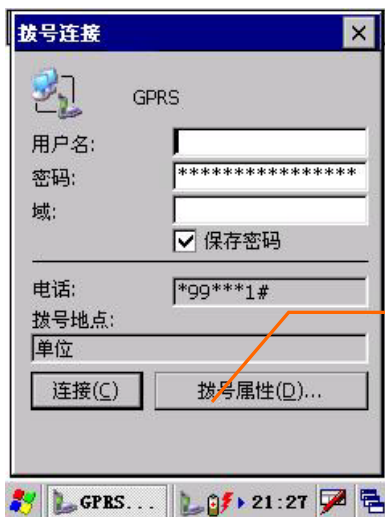 拨号连接
GPRS
用户名:
密码: ****************
域:
保存密码
电话: *99***1#
拨号地点:
单位
连接(C) 拨号属性(D)...
GPRS... 21:27